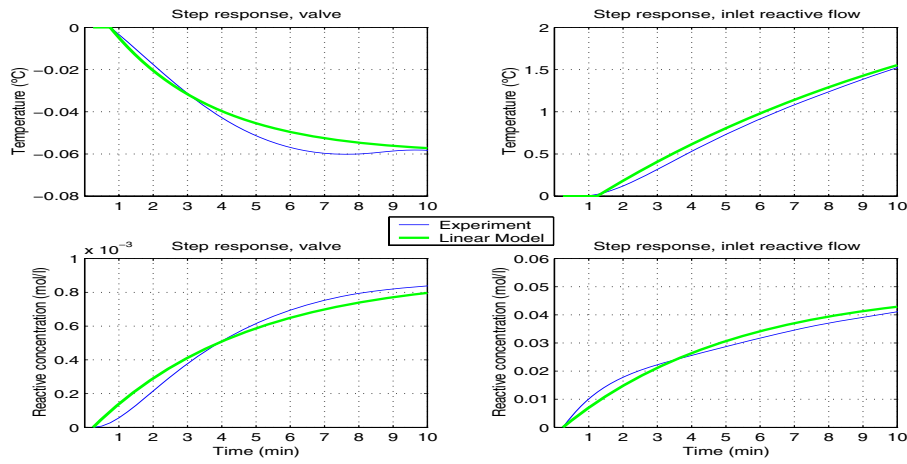 Step response, valve
Temperature (ºC)
0
−0.02
−0.04
−0.06
−0.08
1 2 3 4 5 6 7 8 9 10
Step response, inlet reactive flow
Temperature (ºC)
2
1.5
1
0.5
0
1 2 3 4 5 6 7 8 9 10
Experiment
Linear Model
Step response, valve
x 10⁻³
Reactive concentration (mol/l)
1
0.8
0.6
0.4
0.2
0
1 2 3 4 5 6 7 8 9 10
Time (min)
Step response, inlet reactive flow
Reactive concentration (mol/l)
0.06
0.05
0.04
0.03
0.02
0.01
0
1 2 3 4 5 6 7 8 9 10
Time (min)